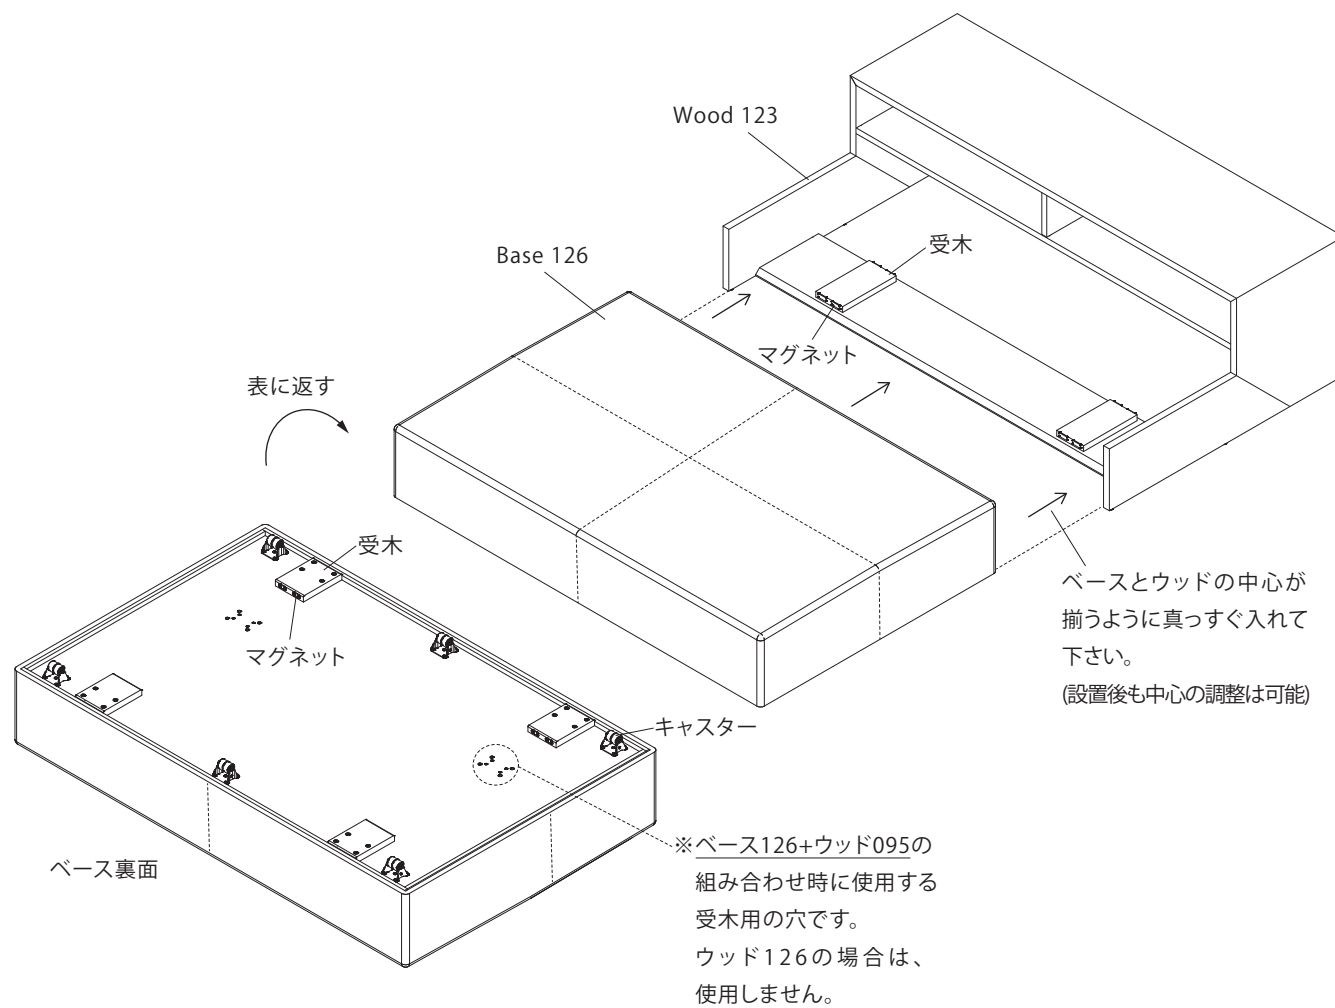 Wood 123
受木
Base 126
マグネット
表に返す
受木
マグネット
キャスター
ベースとウッドの中心が
揃うように真っすぐ入れて
下さい。
(設置後も中心の調整は可能)
ベース裏面
※ベース126+ウッド095の
組み合わせ時に使用する
受木用の穴です。
ウッド126の場合は、
使用しません。